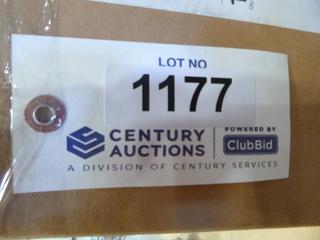 LOT NO
1177
CENTURY
AUCTIONS
POWERED BY
ClubBid
A DIVISION OF CENTURY SERVICES